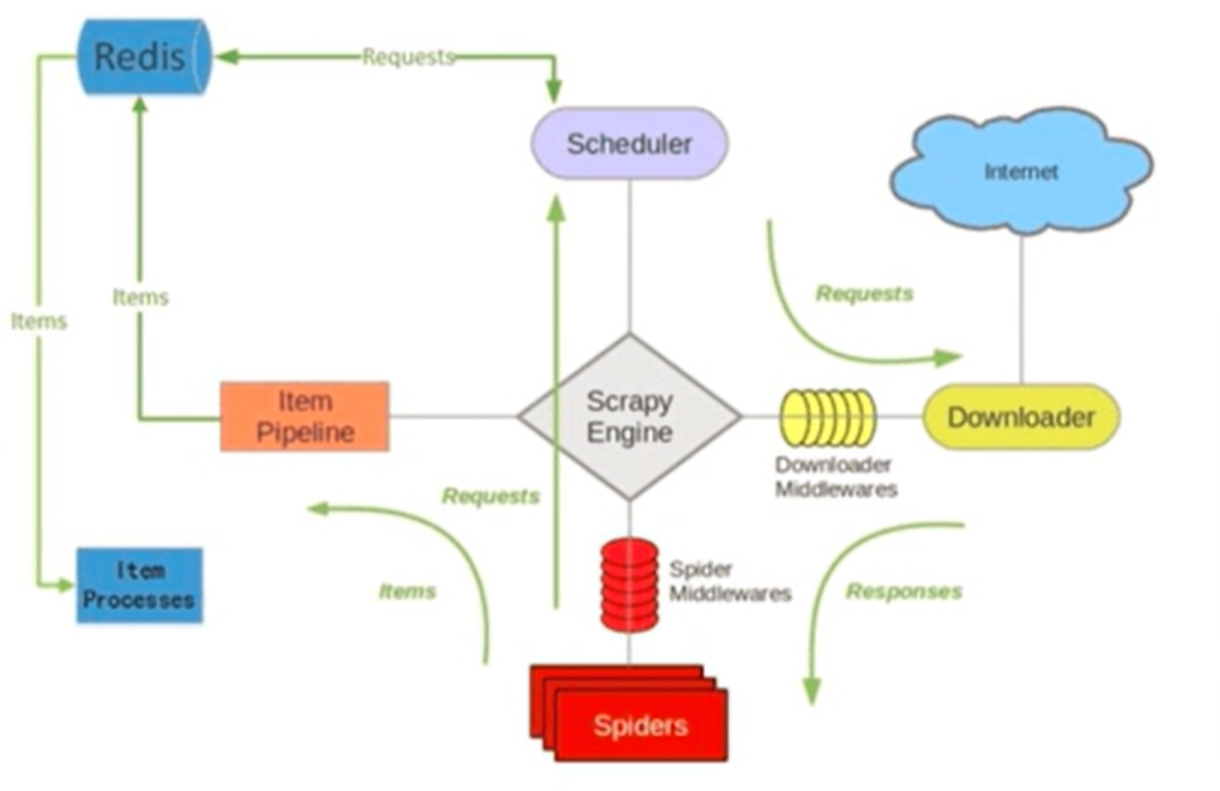 Redis
Requests
Scheduler
Internet
Requests
Items
Items
Item
Pipeline
Scrapy
Engine
Downloader
Downloader
Middlewares
Requests
Item
Processes
Items
Spider
Middlewares
Responses
Spiders